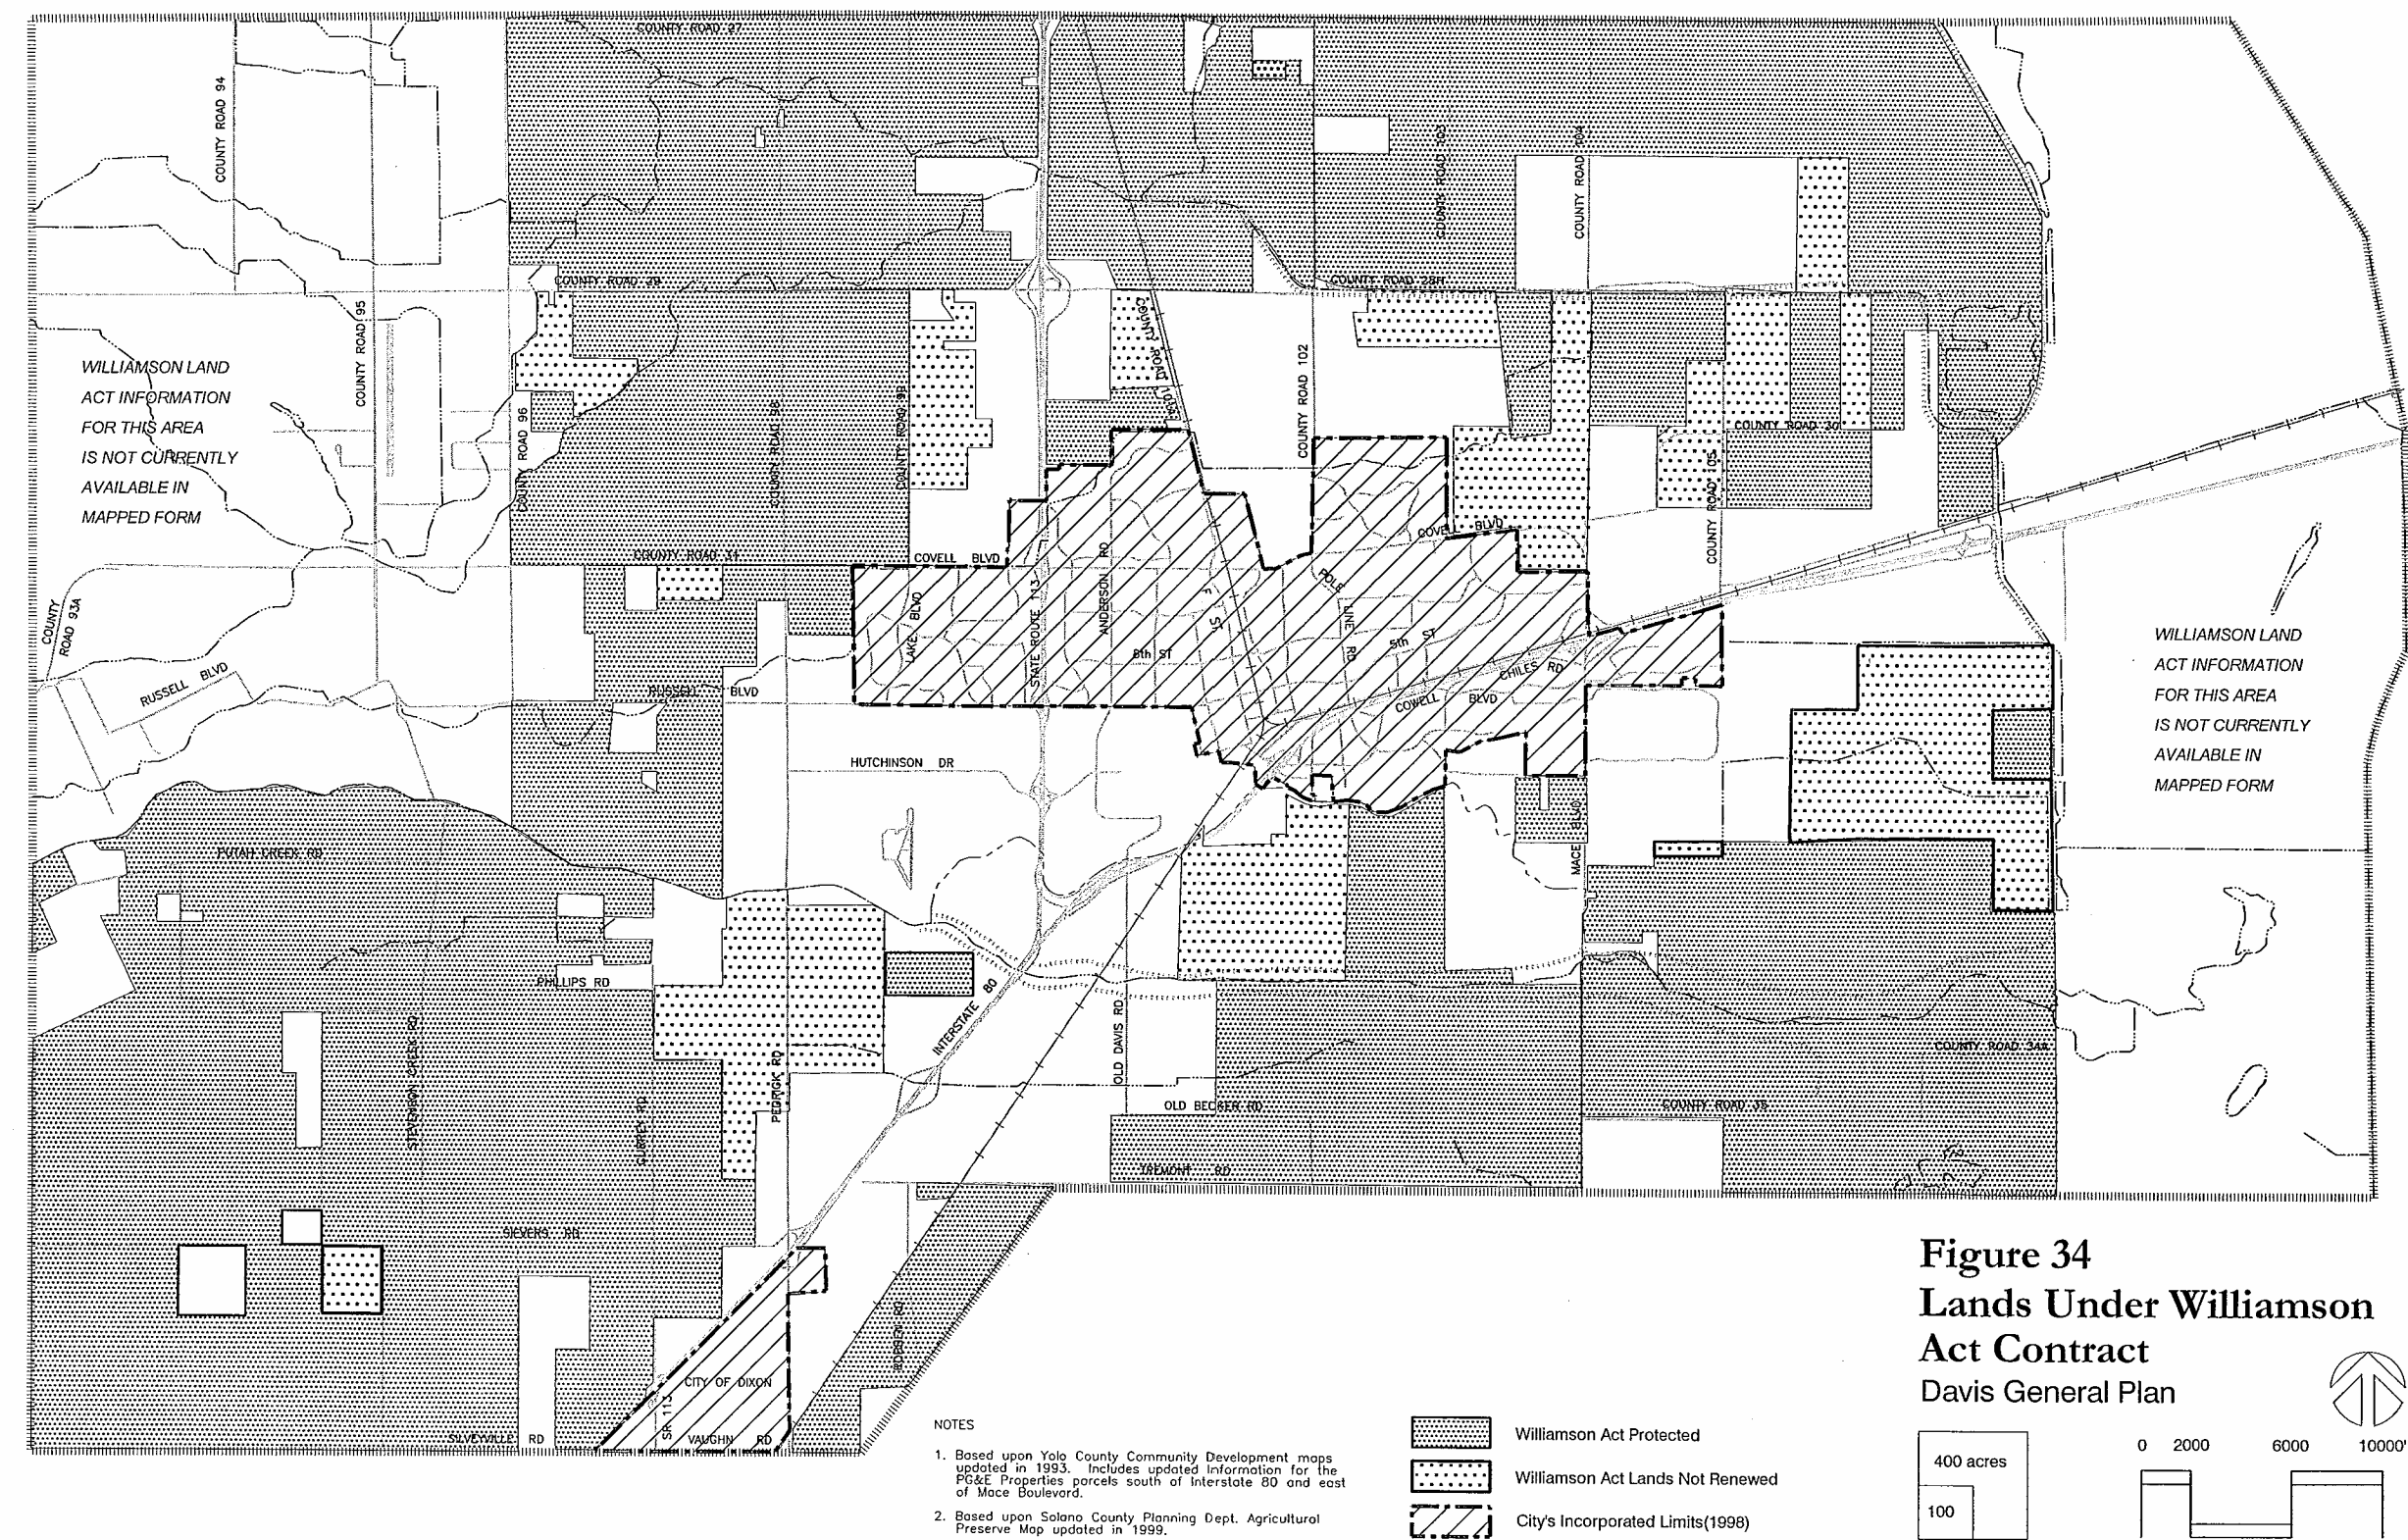 COUNTY ROAD 27
COUNTY ROAD 94
COUNTY ROAD 103
COUNTY ROAD 104
COUNTY ROAD 29
COUNTY ROAD 28H
COUNTY ROAD 95
COUNTY ROAD 96
COUNTY ROAD 98
COUNTY ROAD 99
COUNTY ROAD
COUNTY ROAD 102
WILLIAMSON LAND
ACT INFORMATION
FOR THIS AREA
IS NOT CURRENTLY
AVAILABLE IN
MAPPED FORM
COUNTY ROAD 30
COUNTY ROAD 105
COUNTY ROAD 31
COVELL BLVD
COVELL BLVD
COUNTY
ROAD 93A
LAKE BLVD
STATE ROUTE 113
ANDERSON RD
F ST
POLE LINE RD
8th ST
5th ST
CHILES RD
COWELL BLVD
RUSSELL BLVD
RUSSELL BLVD
HUTCHINSON DR
MACE BLVD
WILLIAMSON LAND
ACT INFORMATION
FOR THIS AREA
IS NOT CURRENTLY
AVAILABLE IN
MAPPED FORM
PUTAH CREEK RD
PHILLIPS RD
STEVENSON CREEK RD
CURREY RD
PEDRICK RD
INTERSTATE 80
OLD DAVIS RD
OLD BECKER RD
TREMONT RD
COUNTY ROAD 34A
COUNTY ROAD 35
SIEVERS RD
ROBBEN RD
CITY OF DIXON
SR 113
SILVEYVILLE RD
VAUGHN RD
Figure 34
Lands Under Williamson
Act Contract
Davis General Plan
NOTES
1. Based upon Yolo County Community Development maps
updated in 1993. Includes updated Information for the
PG&E Properties parcels south of Interstate 80 and east
of Mace Boulevard.
2. Based upon Solano County Planning Dept. Agricultural
Preserve Map updated in 1999.
Williamson Act Protected
Williamson Act Lands Not Renewed
City's Incorporated Limits(1998)
400 acres
100
0 2000 6000 10000'